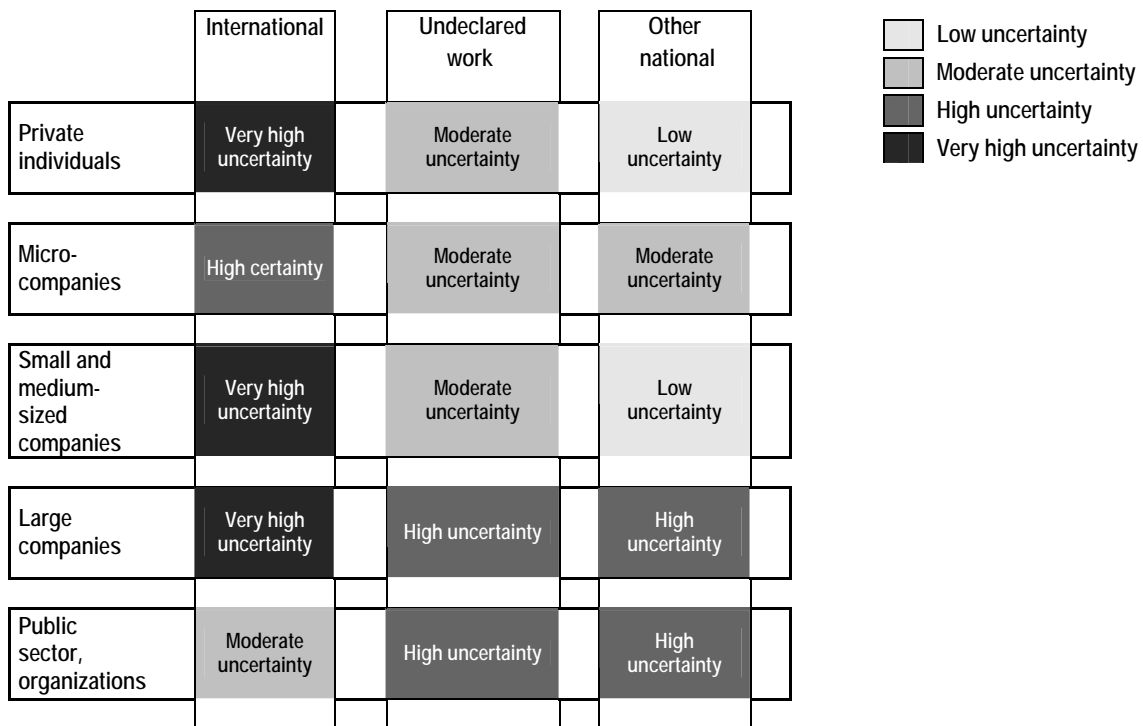 International
Undeclared
work
Other
national
Low uncertainty
Moderate uncertainty
High uncertainty
Very high uncertainty
Private
individuals
Very high
uncertainty
Moderate
uncertainty
Low
uncertainty
Micro-
companies
High certainty
Moderate
uncertainty
Moderate
uncertainty
Small and
medium-
sized
companies
Very high
uncertainty
Moderate
uncertainty
Low
uncertainty
Large
companies
Very high
uncertainty
High uncertainty
High
uncertainty
Public
sector,
organizations
Moderate
uncertainty
High uncertainty
High
uncertainty